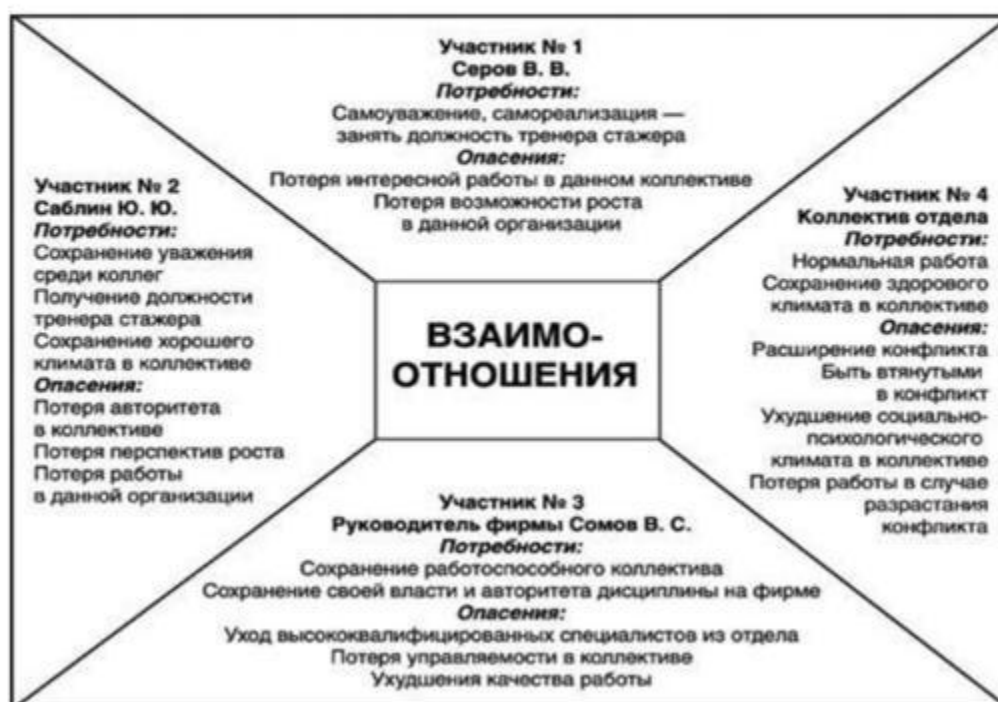 Участник № 1
Серов В. В.
Потребности:
Самоуважение, самореализация —
занять должность тренера стажера
Опасения:
Потеря интересной работы в данном коллективе
Потеря возможности роста
в данной организации
Участник № 2
Саблин Ю. Ю.
Потребности:
Сохранение уважения
среди коллег
Получение должности
тренера стажера
Сохранение хорошего
климата в коллективе
Опасения:
Потеря авторитета
в коллективе
Потеря перспектив роста
Потеря работы
в данной организации
ВЗАИМО-
ОТНОШЕНИЯ
Участник № 4
Коллектив отдела
Потребности:
Нормальная работа
Сохранение здорового
климата в коллективе
Опасения:
Расширение конфликта
Быть втянутыми
в конфликт
Ухудшение социально-
психологического
климата в коллективе
Потеря работы в случае
разрастания
конфликта
Участник № 3
Руководитель фирмы Сомов В. С.
Потребности:
Сохранение работоспособного коллектива
Сохранение своей власти и авторитета дисциплины на фирме
Опасения:
Уход высококвалифицированных специалистов из отдела
Потеря управляемости в коллективе
Ухудшения качества работы